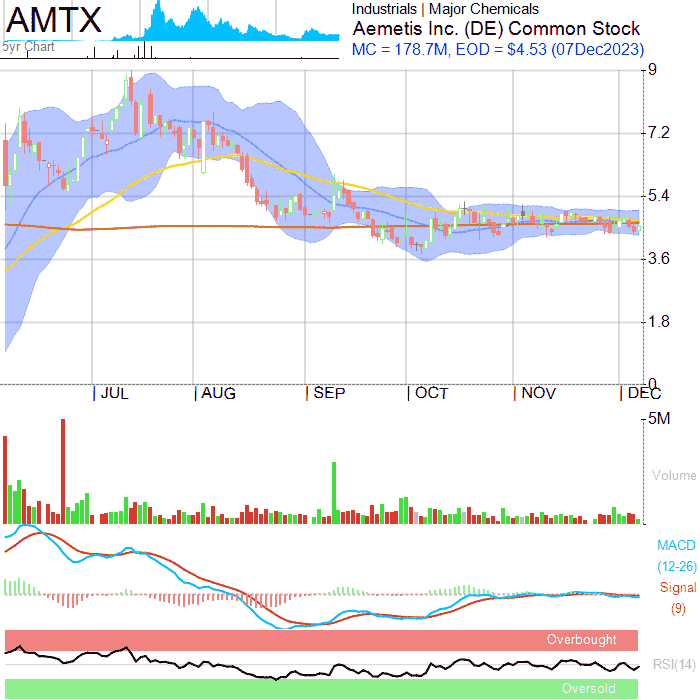 AMTX
5yr Chart
Industrials | Major Chemicals
Aemetis Inc. (DE) Common Stock
MC = 178.7M, EOD = $4.53 (07Dec2023)
9
7.2
5.4
3.6
1.8
0
JUL AUG SEP OCT NOV DEC
5M
Volume
MACD
(12-26)
Signal
(9)
Overbought
RSI(14)
Oversold